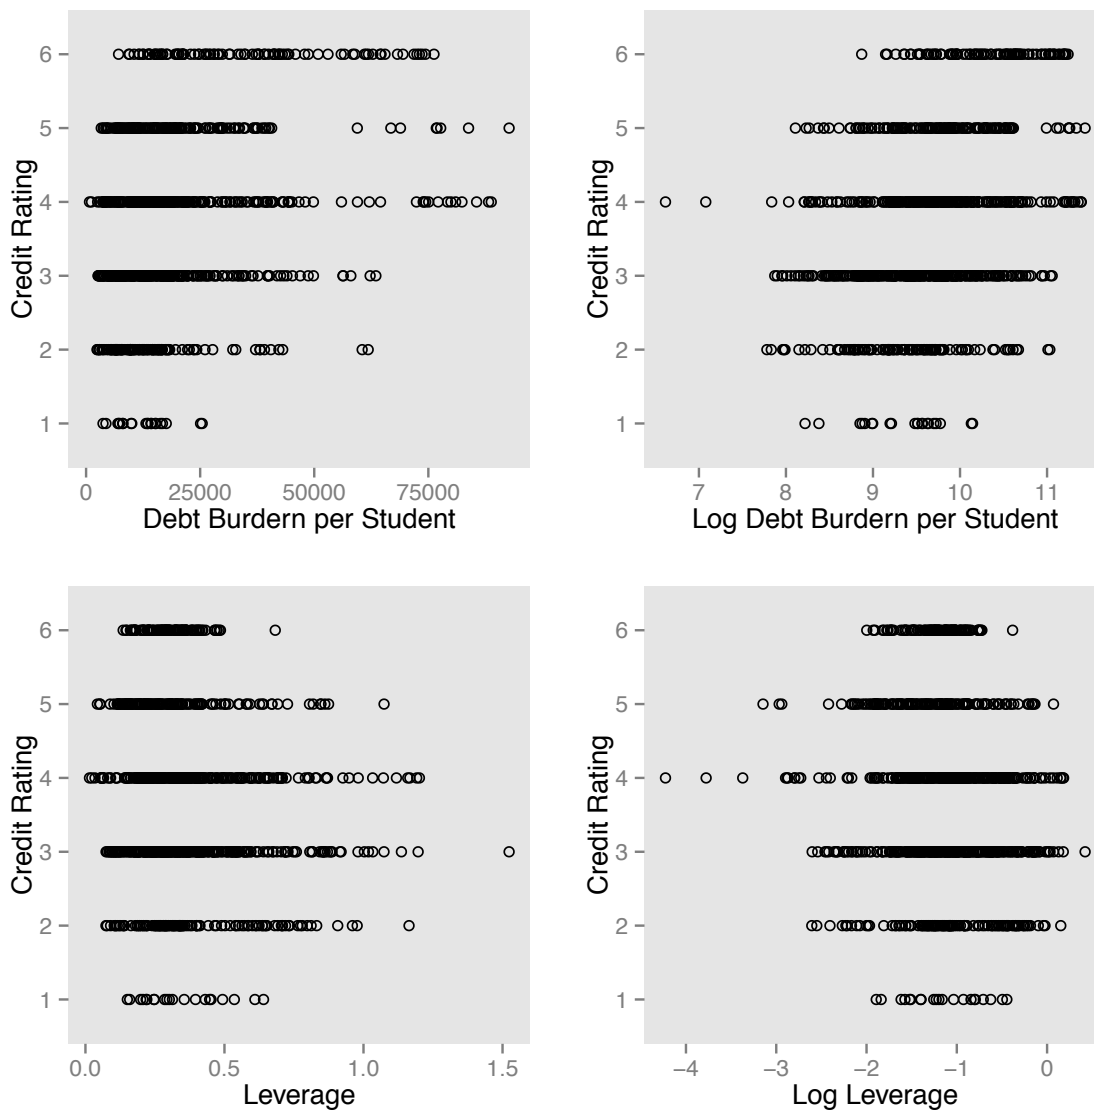 Credit Rating
6
5
4
3
2
1
0 25000 50000 75000
Debt Burdern per Student
Credit Rating
6
5
4
3
2
1
7 8 9 10 11
Log Debt Burdern per Student
Credit Rating
6
5
4
3
2
1
0.0 0.5 1.0 1.5
Leverage
Credit Rating
6
5
4
3
2
1
−4 −3 −2 −1 0
Log Leverage